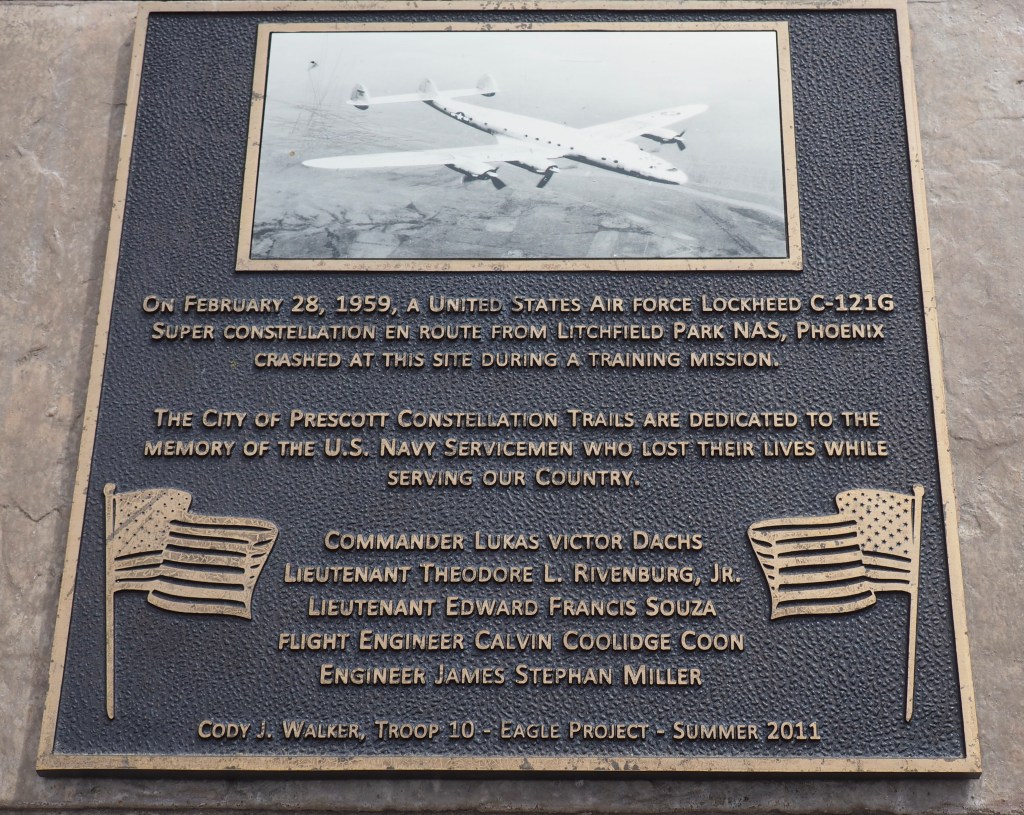 On February 28, 1959, a United States Air force Lockheed C-121G
Super constellation en route from Litchfield Park NAS, Phoenix
crashed at this site during a training mission.
The City of Prescott Constellation Trails are dedicated to the
memory of the U.S. Navy Servicemen who lost their lives while
serving our Country.
Commander Lukas victor Dachs
Lieutenant Theodore L. Rivenburg, Jr.
Lieutenant Edward Francis Souza
flight Engineer Calvin Coolidge Coon
Engineer James Stephan Miller
Cody J. Walker, Troop 10 - Eagle Project - Summer 2011